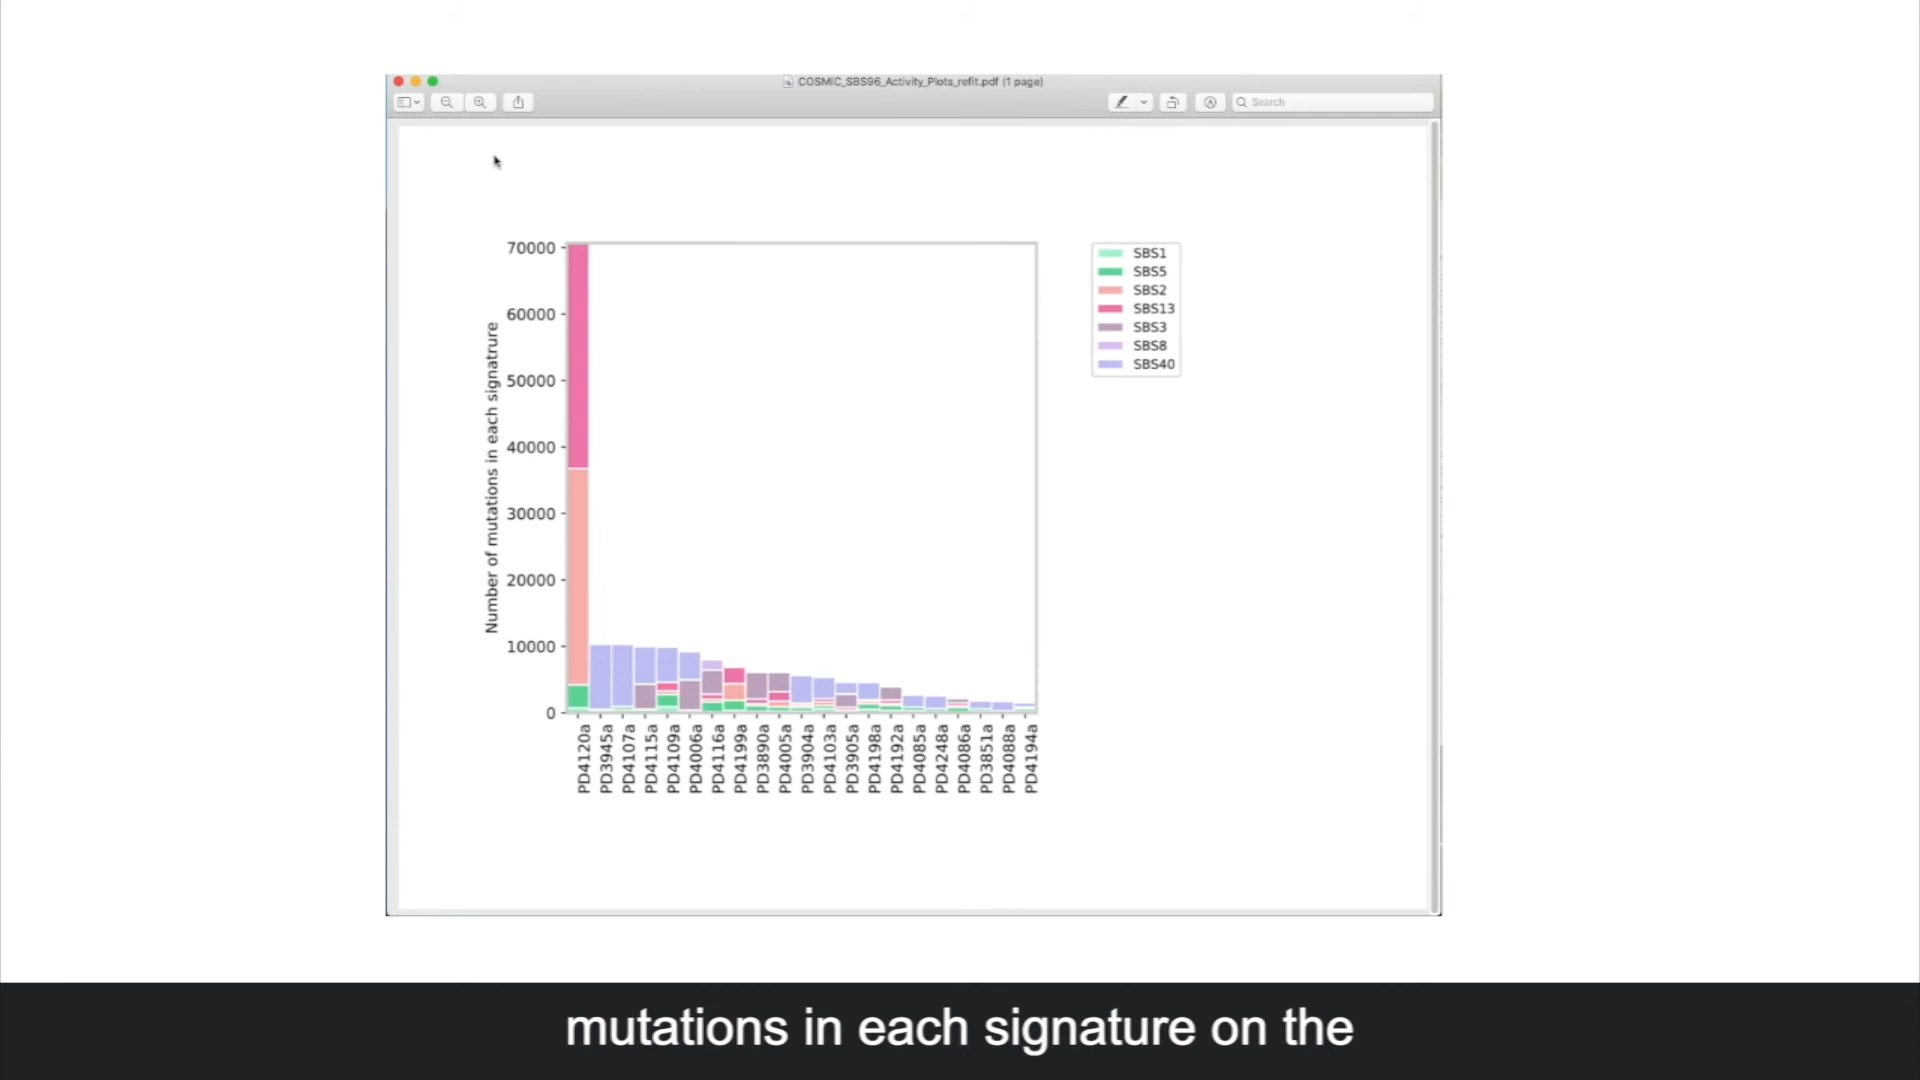 COSMIC_SBS96_Activity_Plots_refit.pdf (1 page)
Search
70000
60000
50000
40000
30000
20000
10000
0
Number of mutations in each signatrure
SBS1
SBS5
SBS2
SBS13
SBS3
SBS8
SBS40
PD4120a
PD3945a
PD4107a
PD4115a
PD4109a
PD4006a
PD4116a
PD4199a
PD3890a
PD4005a
PD3904a
PD4103a
PD3905a
PD4198a
PD4192a
PD4085a
PD4248a
PD4086a
PD3851a
PD4088a
PD4194a
mutations in each signature on the